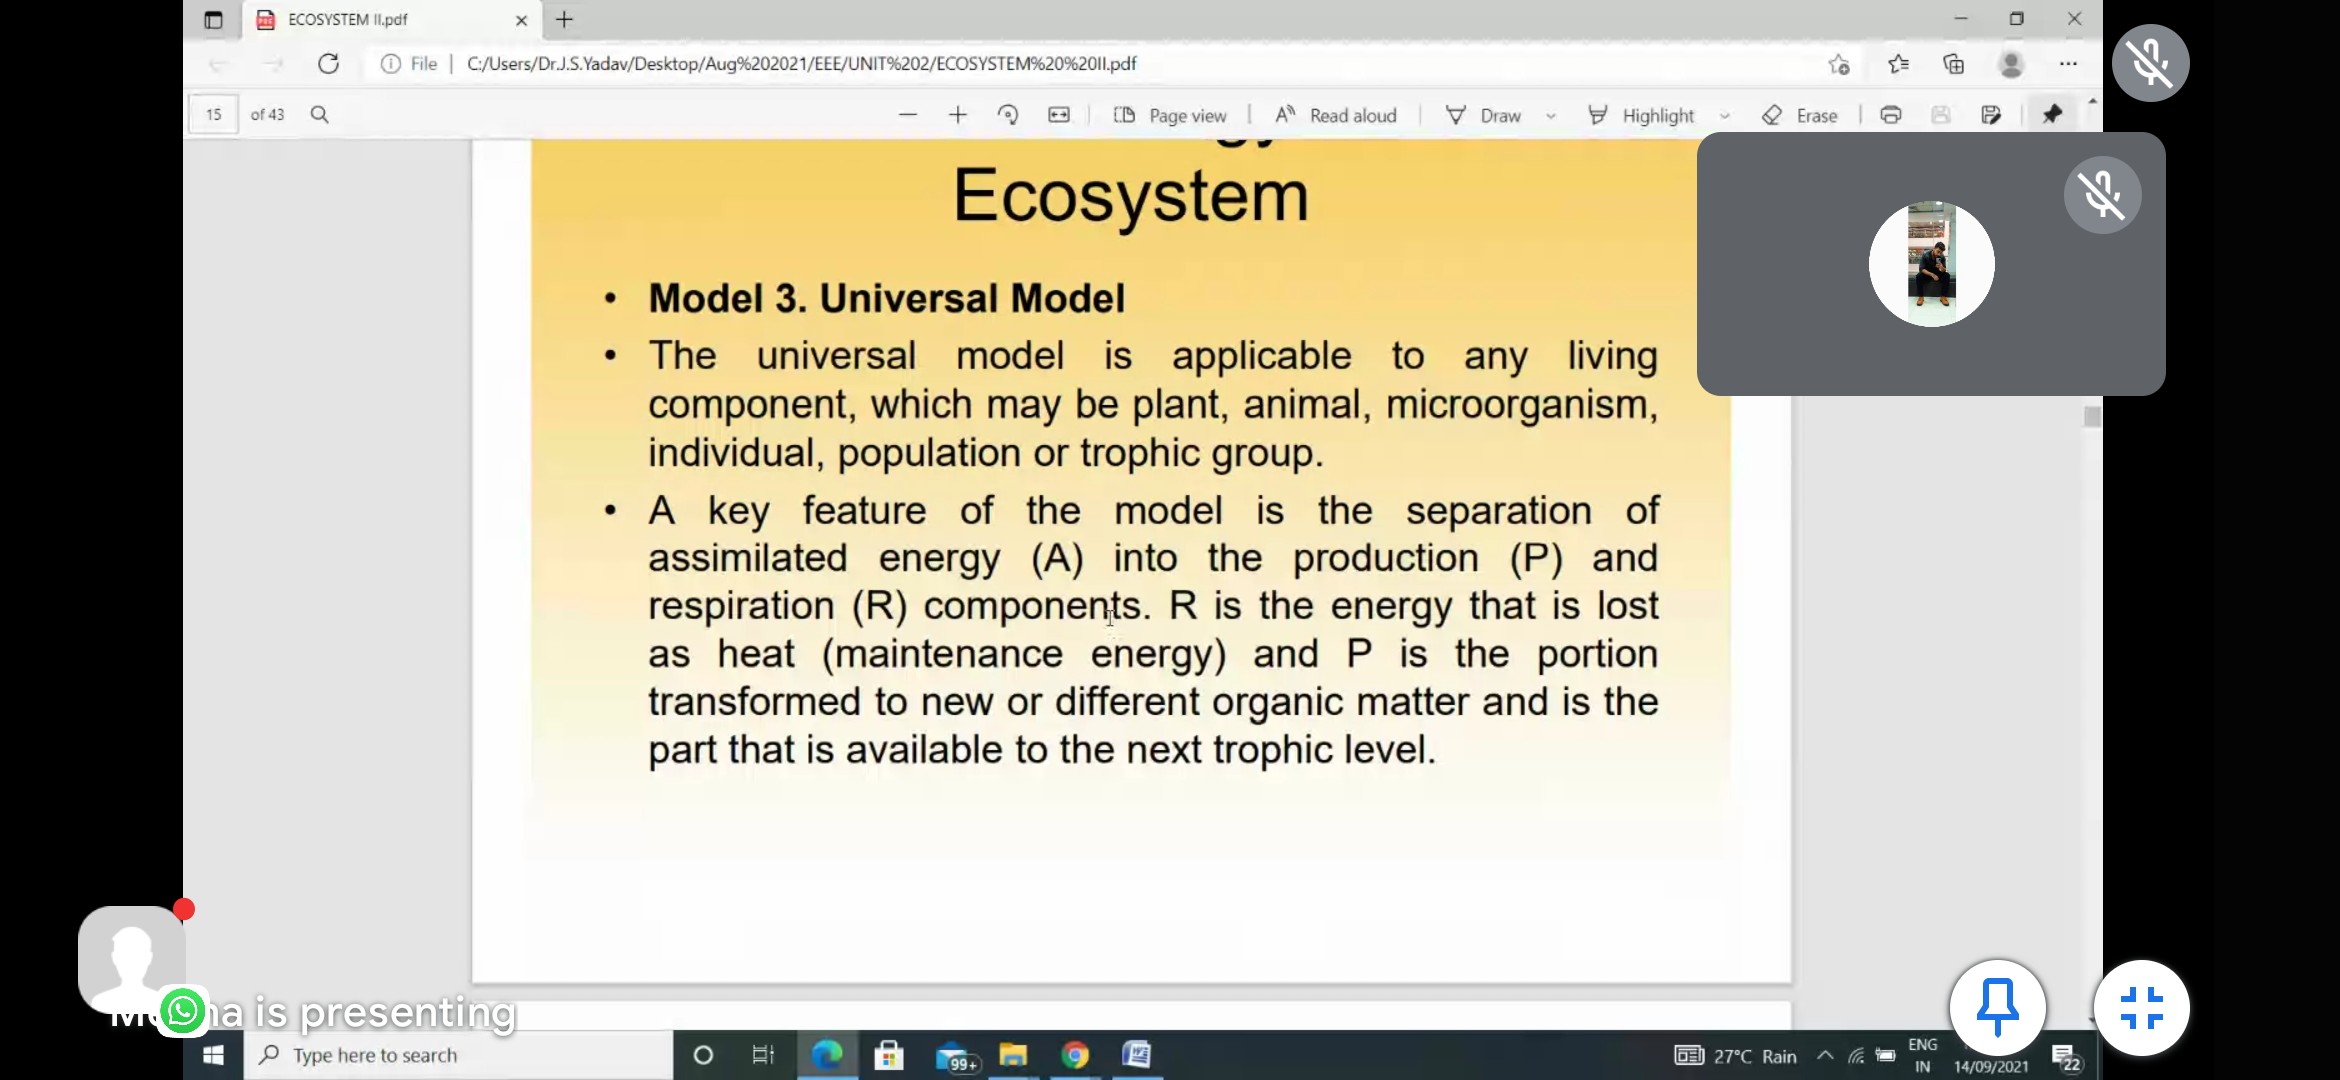 ECOSYSTEM II.pdf
File
C:/Users/Dr.J.S.Yadav/Desktop/Aug%202021/EEE/UNIT%202/ECOSYSTEM%20%20II.pdf
15 of 43
Page view
Read aloud
Draw
Highlight
Erase
Ecosystem
• Model 3. Universal Model
• The universal model is applicable to any living
component, which may be plant, animal, microorganism,
individual, population or trophic group.
• A key feature of the model is the separation of
assimilated energy (A) into the production (P) and
respiration (R) components. R is the energy that is lost
as heat (maintenance energy) and P is the portion
transformed to new or different organic matter and is the
part that is available to the next trophic level.
is presenting
Type here to search
99+
27°C Rain
ENG
IN
14/09/2021
22